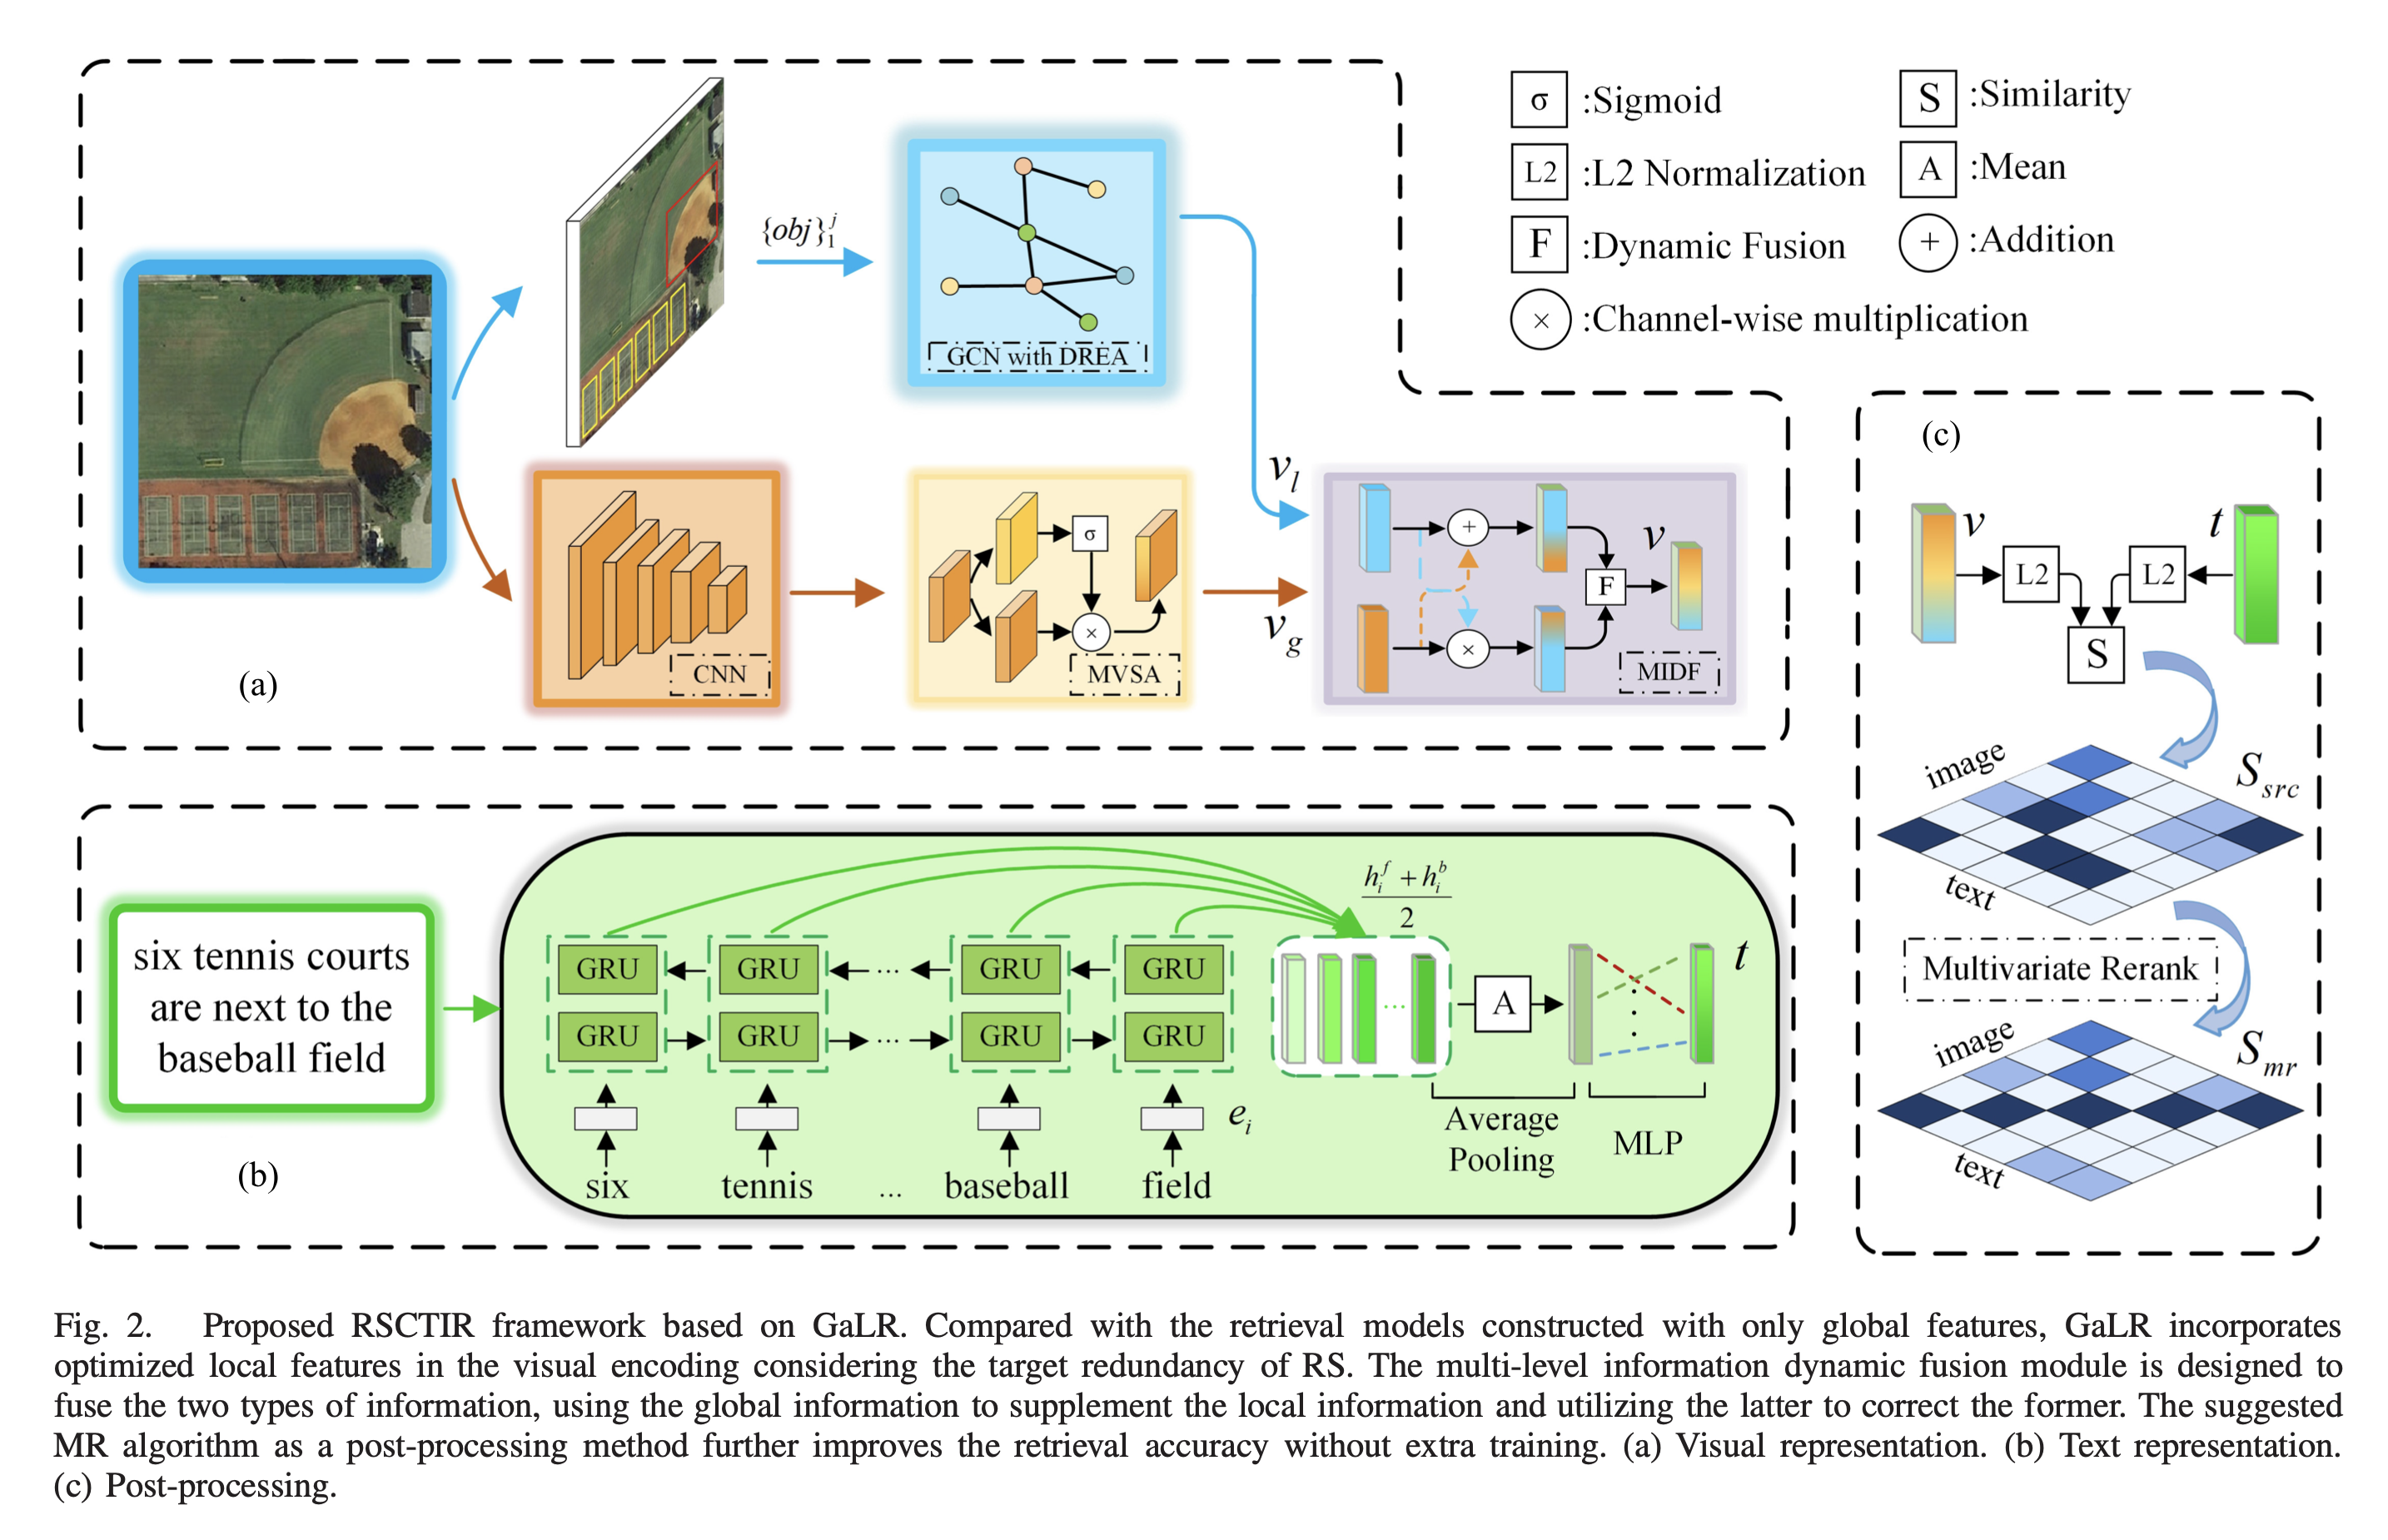 σ :Sigmoid
S :Similarity
L2 :L2 Normalization
A :Mean
F :Dynamic Fusion
+ :Addition
× :Channel-wise multiplication
{obj}₁ʲ
GCN with DREA
CNN
σ
×
MVSA
v_l
v_g
+
×
F
v
MIDF
(a)
six tennis courts
are next to the
baseball field
(b)
GRU GRU ... GRU GRU
GRU GRU ... GRU GRU
e_i
six tennis ... baseball field
h_i^f + h_i^b
2
...
A
t
Average
Pooling
MLP
(c)
v
t
L2
L2
S
image
S_src
text
Multivariate Rerank
image
S_mr
text
Fig. 2. Proposed RSCTIR framework based on GaLR. Compared with the retrieval models constructed with only global features, GaLR incorporates
optimized local features in the visual encoding considering the target redundancy of RS. The multi-level information dynamic fusion module is designed to
fuse the two types of information, using the global information to supplement the local information and utilizing the latter to correct the former. The suggested
MR algorithm as a post-processing method further improves the retrieval accuracy without extra training. (a) Visual representation. (b) Text representation.
(c) Post-processing.